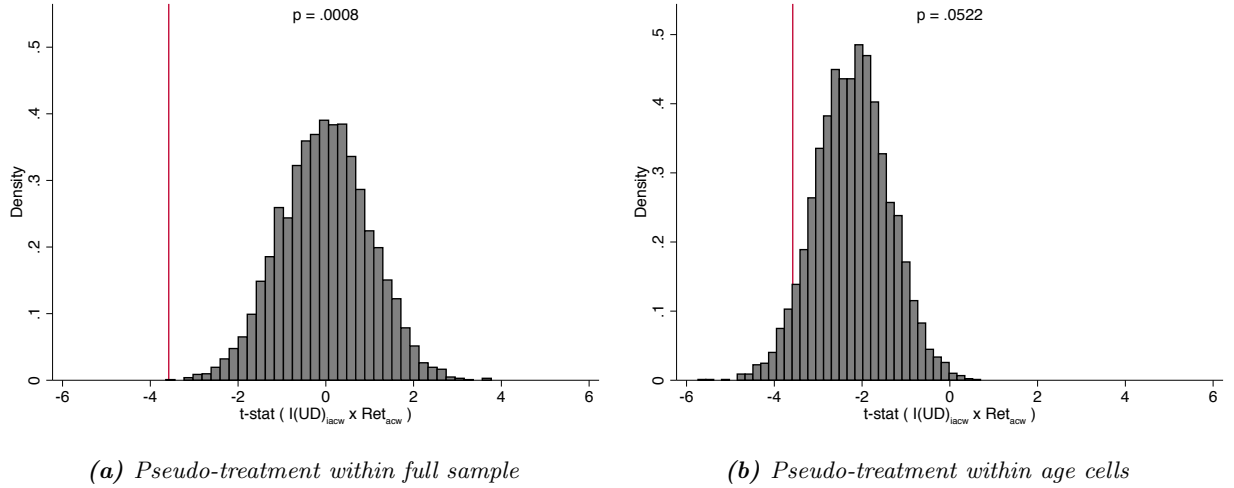 p = .0008
.5
.4
.3
.2
.1
0
Density
-6 -4 -2 0 2 4 6
t-stat ( I(UD)iacw x Retacw )
(a) Pseudo-treatment within full sample
p = .0522
.5
.4
.3
.2
.1
0
Density
-6 -4 -2 0 2 4 6
t-stat ( I(UD)iacw x Retacw )
(b) Pseudo-treatment within age cells